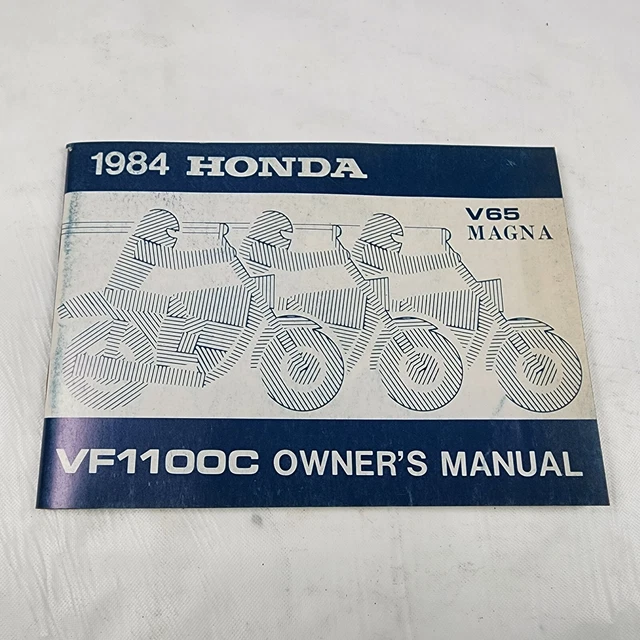 1984 HONDA
V65
MAGNA
VF1100C OWNER'S MANUAL